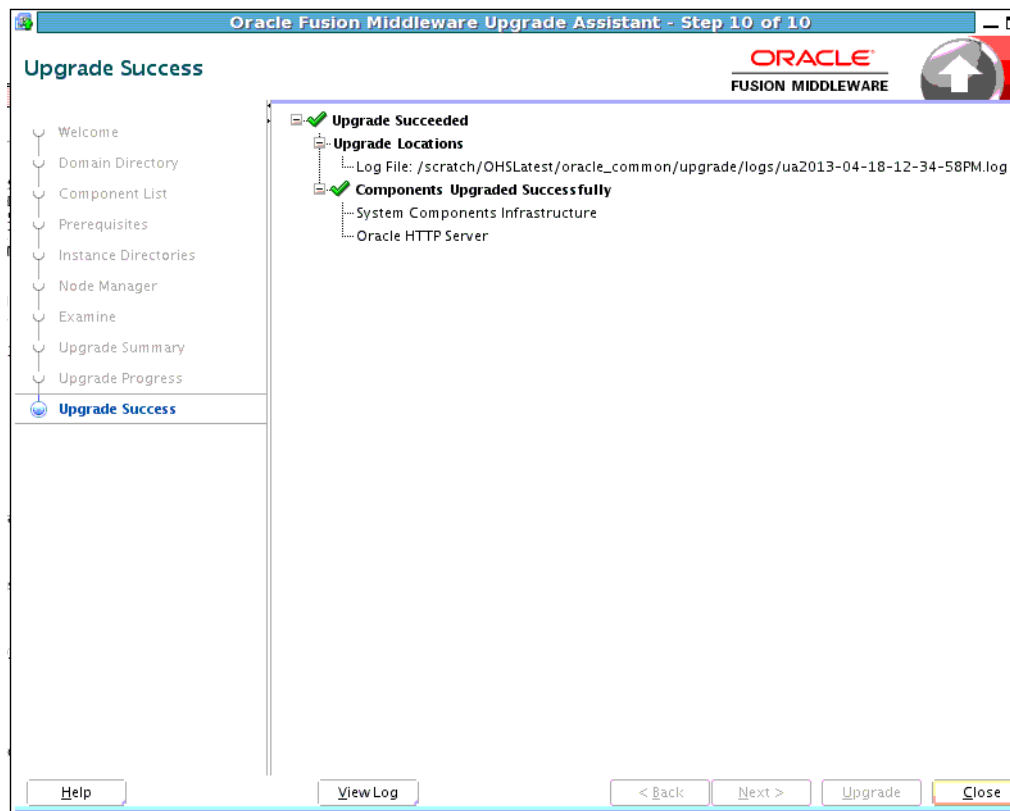 Oracle Fusion Middleware Upgrade Assistant - Step 10 of 10
Upgrade Success
ORACLE
FUSION MIDDLEWARE
Welcome
Domain Directory
Component List
Prerequisites
Instance Directories
Node Manager
Examine
Upgrade Summary
Upgrade Progress
Upgrade Success
Upgrade Succeeded
Upgrade Locations
Log File: /scratch/OHSLatest/oracle_common/upgrade/logs/ua2013-04-18-12-34-58PM.log
Components Upgraded Successfully
System Components Infrastructure
Oracle HTTP Server
Help
View Log
< Back
Next >
Upgrade
Close